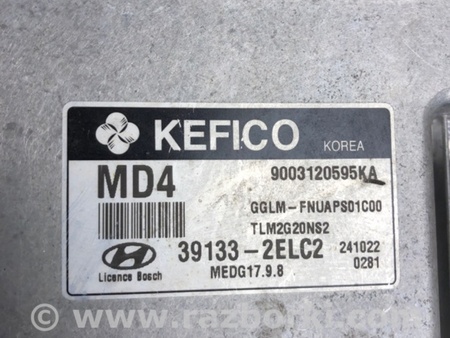 KEFICO KOREA
MD4 9003120595KA
GGLM-FNUAPS01C00
TLM2G20NS2
39133-2ELC2 241022
Licence Bosch MEDG17.9.8 0281
© www.razborki.com